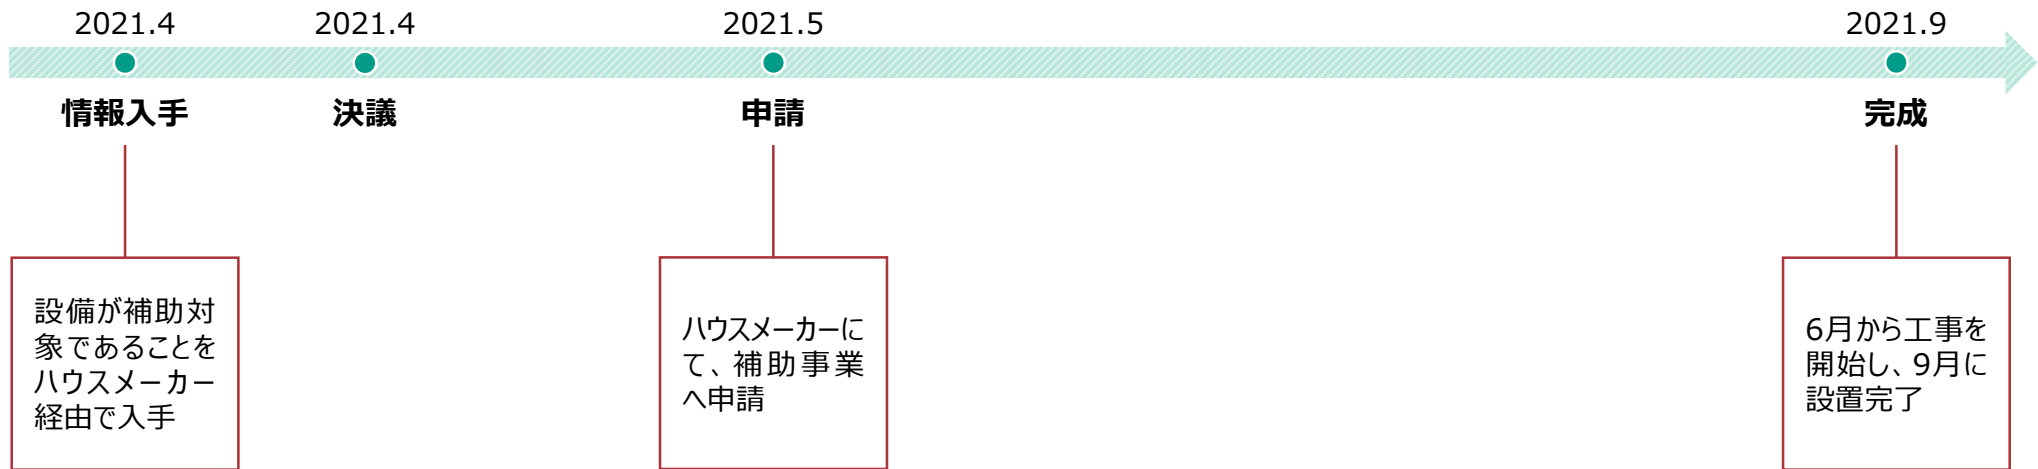 2021.4
2021.4
2021.5
2021.9
情報入手
決議
申請
完成
設備が補助対
象であることを
ハウスメーカー
経由で入手
ハウスメーカーに
て、補助事業
へ申請
6月から工事を
開始し、9月に
設置完了